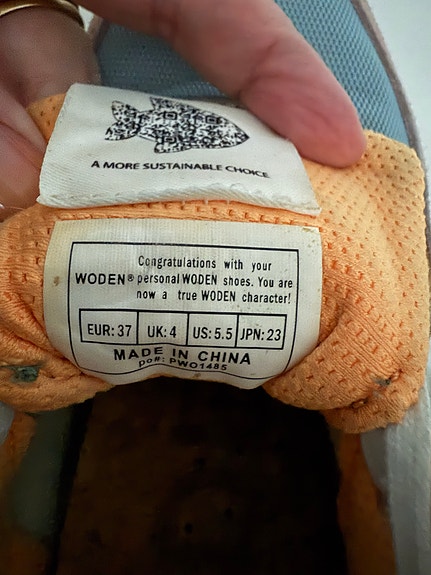 A MORE SUSTAINABLE CHOICE
Congratulations with your
WODEN® personal WODEN shoes. You are
now a true WODEN character!
EUR: 37 UK: 4 US: 5.5 JPN: 23
MADE IN CHINA
PO#: PWO1485